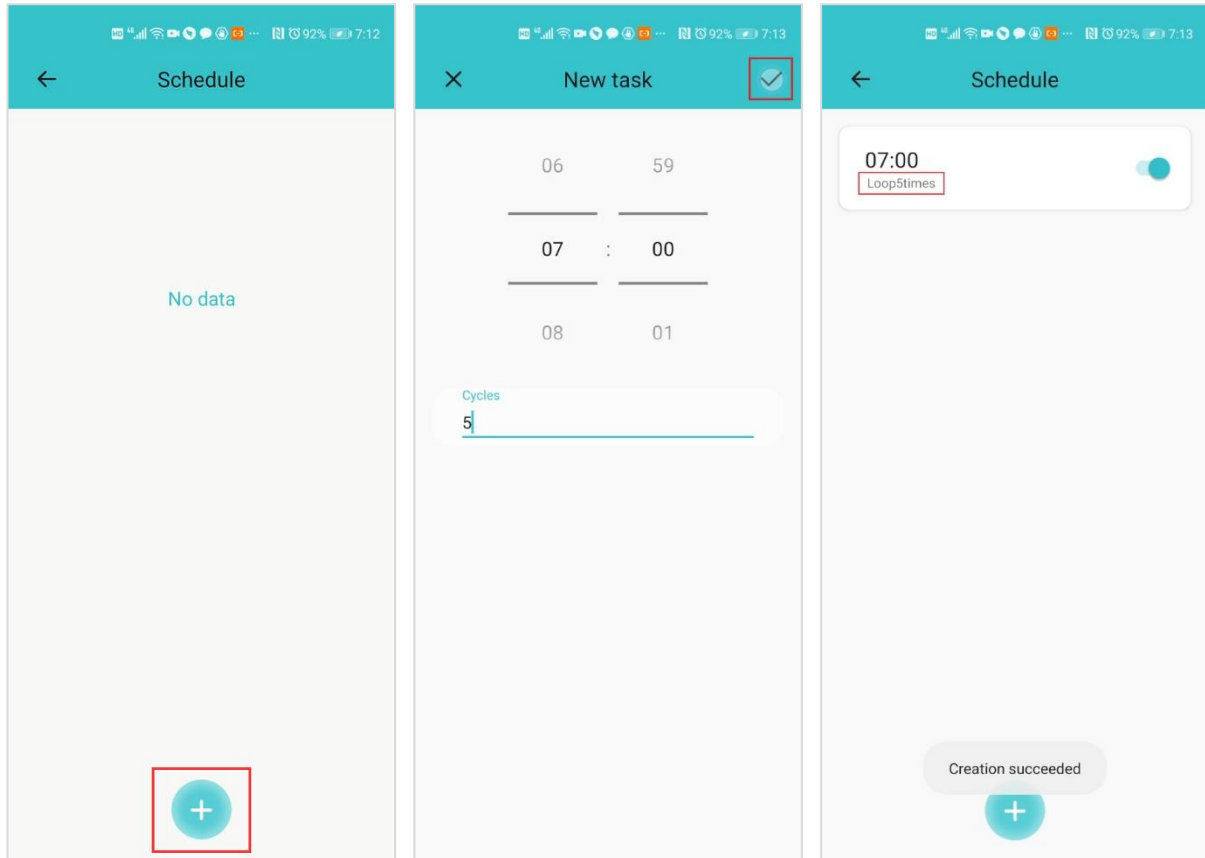 92% 7:12
Schedule
No data
92% 7:13
New task
06 59
07 : 00
08 01
Cycles
5
92% 7:13
Schedule
07:00
Loop5times
Creation succeeded